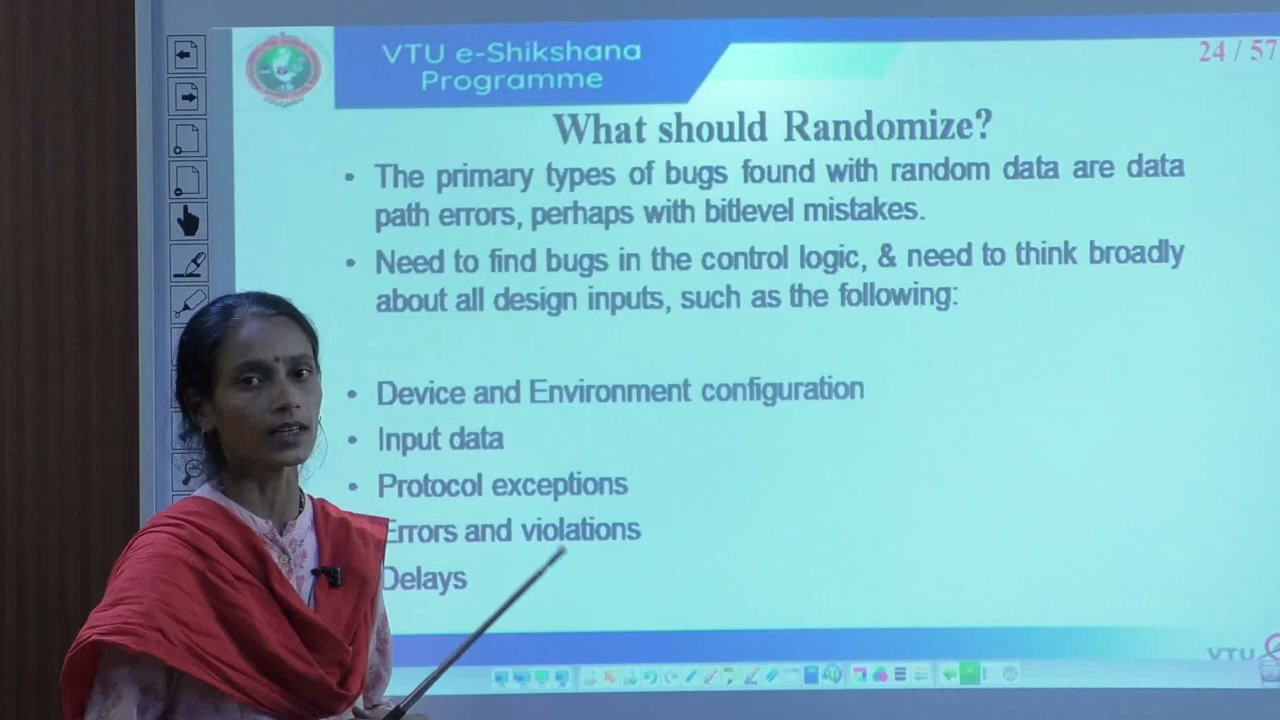 VTU e-Shikshana
Programme
24 / 57
What should Randomize?
• The primary types of bugs found with random data are data
path errors, perhaps with bitlevel mistakes.
• Need to find bugs in the control logic, & need to think broadly
about all design inputs, such as the following:
• Device and Environment configuration
• Input data
• Protocol exceptions
Errors and violations
Delays
VTU